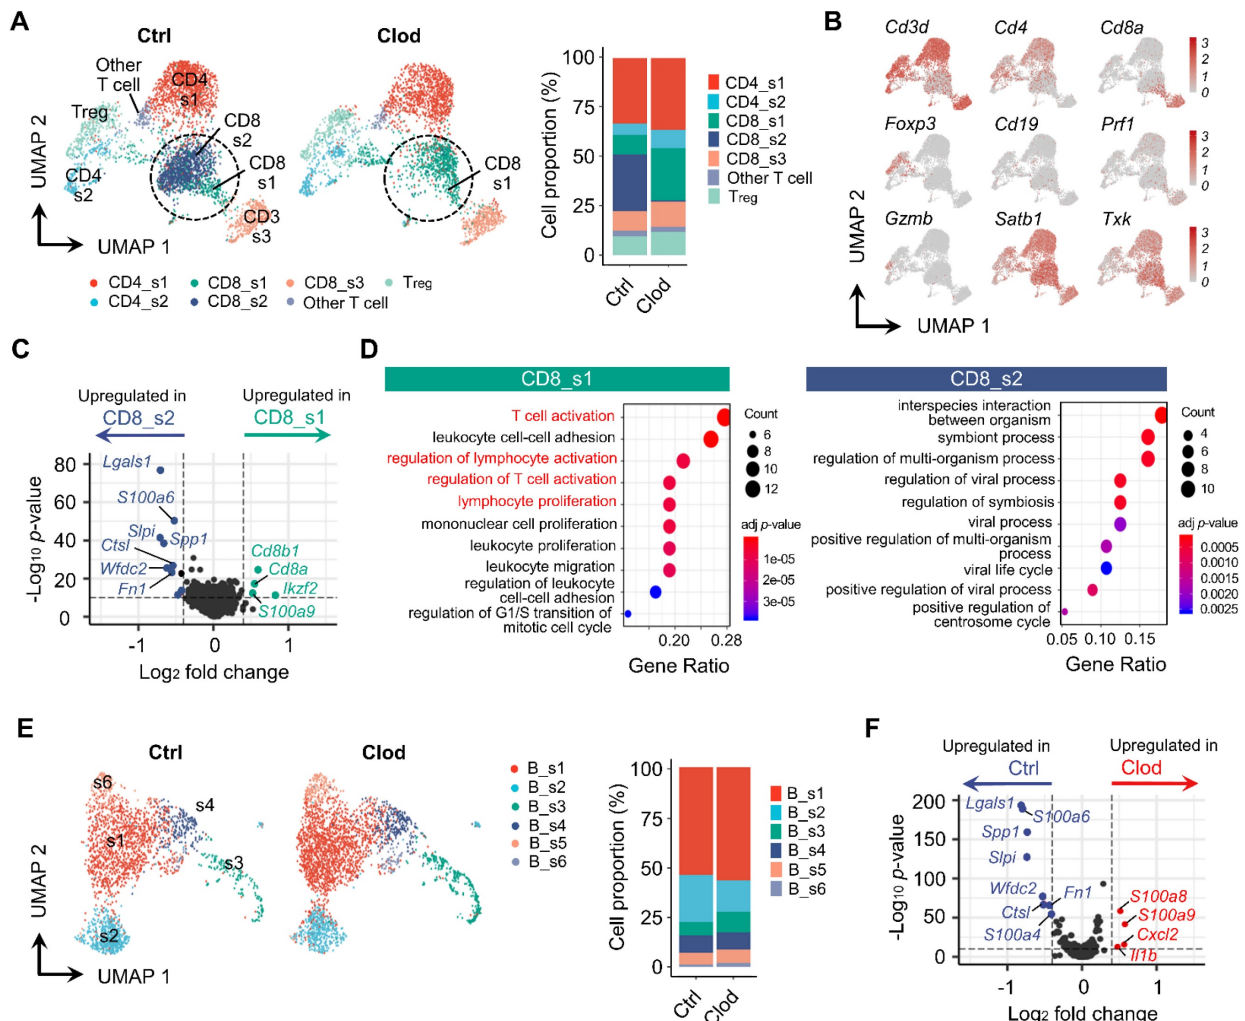 A
Ctrl
Clod
Other
T cell
CD4
s1
Treg
CD8
s2
CD8
s1
CD4
s2
CD3
s3
CD8
s1
UMAP 2
UMAP 1
CD4_s1
CD8_s1
CD8_s3
Treg
CD4_s2
CD8_s2
Other T cell
Cell proportion (%)
100
75
50
25
0
Ctrl
Clod
CD4_s1
CD4_s2
CD8_s1
CD8_s2
CD8_s3
Other T cell
Treg
B
Cd3d
Cd4
Cd8a
3
2
1
0
Foxp3
Cd19
Prf1
3
2
1
0
Gzmb
Satb1
Txk
3
2
1
0
UMAP 2
UMAP 1
C
Upregulated in
CD8_s2
Upregulated in
CD8_s1
-Log10 p-value
80
60
40
20
0
Lgals1
S100a6
Slpi
Spp1
Ctsl
Wfdc2
Fn1
Cd8b1
Cd8a
Ikzf2
S100a9
-1
0
1
Log2 fold change
D
CD8_s1
T cell activation
leukocyte cell-cell adhesion
regulation of lymphocyte activation
regulation of T cell activation
lymphocyte proliferation
mononuclear cell proliferation
leukocyte proliferation
leukocyte migration
regulation of leukocyte
cell-cell adhesion
regulation of G1/S transition of
mitotic cell cycle
0.20
0.28
Gene Ratio
Count
6
8
10
12
adj p-value
1e-05
2e-05
3e-05
CD8_s2
interspecies interaction
between organism
symbiont process
regulation of multi-organism process
regulation of viral process
regulation of symbiosis
viral process
positive regulation of multi-organism
process
viral life cycle
positive regulation of viral process
positive regulation of
centrosome cycle
0.05
0.10
0.15
Gene Ratio
Count
4
6
8
10
adj p-value
0.0005
0.0010
0.0015
0.0020
0.0025
E
Ctrl
Clod
s6
s4
s1
s3
s2
UMAP 2
UMAP 1
B_s1
B_s2
B_s3
B_s4
B_s5
B_s6
Cell proportion (%)
100
75
50
25
0
Ctrl
Clod
B_s1
B_s2
B_s3
B_s4
B_s5
B_s6
F
Upregulated in
Ctrl
Upregulated in
Clod
-Log10 p-value
200
150
100
50
0
Lgals1
S100a6
Spp1
Slpi
Wfdc2
Fn1
Ctsl
S100a4
S100a8
S100a9
Cxcl2
Il1b
-1
0
1
Log2 fold change